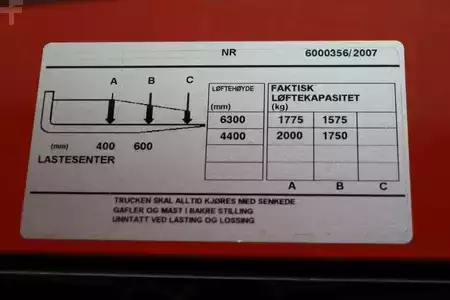 NR 6000356/2007
A B C
LØFTEHØYDE FAKTISK
(mm) LØFTEKAPASITET
(kg)
6300 1775 1575
4400 2000 1750
(mm) 400 600
LASTESENTER
A B C
TRUCKEN SKAL ALLTID KJØRES MED SENKEDE
GAFLER OG MAST I BAKRE STILLING
UNNTATT VED LASTING OG LOSSING